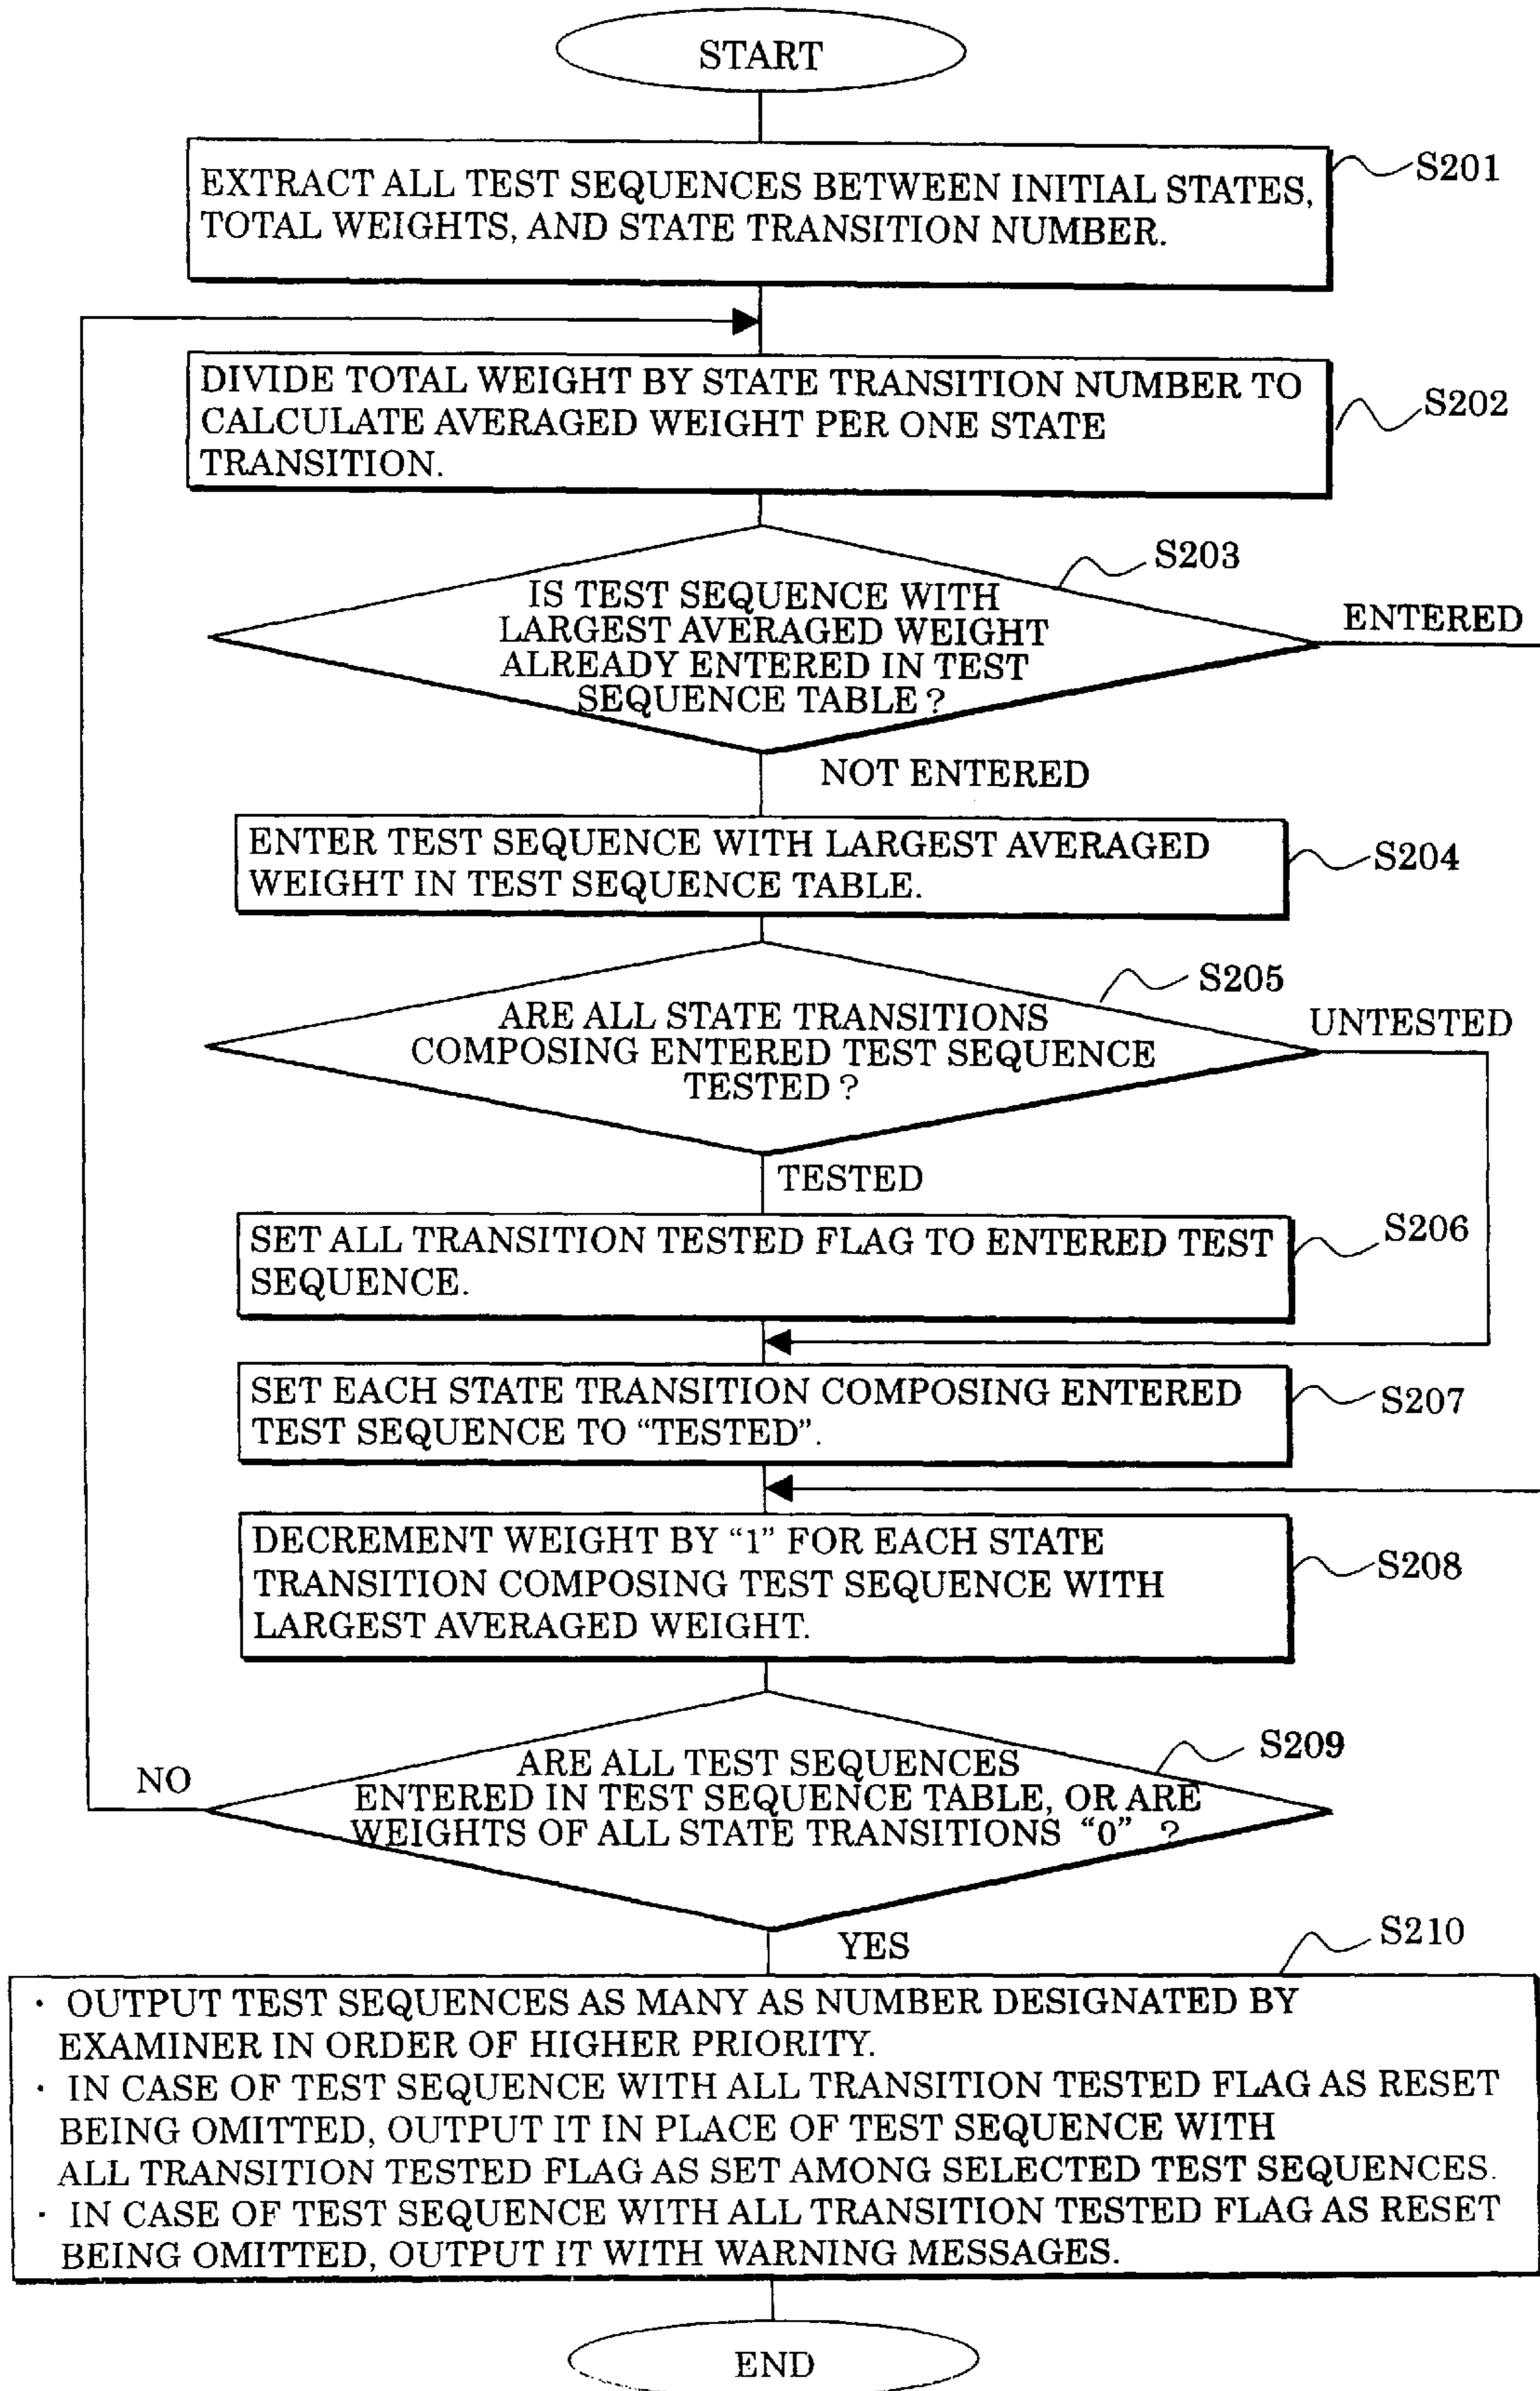 START
EXTRACT ALL TEST SEQUENCES BETWEEN INITIAL STATES,
TOTAL WEIGHTS, AND STATE TRANSITION NUMBER.
S201
DIVIDE TOTAL WEIGHT BY STATE TRANSITION NUMBER TO
CALCULATE AVERAGED WEIGHT PER ONE STATE
TRANSITION.
S202
S203
IS TEST SEQUENCE WITH
LARGEST AVERAGED WEIGHT
ALREADY ENTERED IN TEST
SEQUENCE TABLE ?
ENTERED
NOT ENTERED
ENTER TEST SEQUENCE WITH LARGEST AVERAGED
WEIGHT IN TEST SEQUENCE TABLE.
S204
S205
ARE ALL STATE TRANSITIONS
COMPOSING ENTERED TEST SEQUENCE
TESTED ?
UNTESTED
TESTED
SET ALL TRANSITION TESTED FLAG TO ENTERED TEST
SEQUENCE.
S206
SET EACH STATE TRANSITION COMPOSING ENTERED
TEST SEQUENCE TO “TESTED”.
S207
DECREMENT WEIGHT BY “1” FOR EACH STATE
TRANSITION COMPOSING TEST SEQUENCE WITH
LARGEST AVERAGED WEIGHT.
S208
S209
ARE ALL TEST SEQUENCES
ENTERED IN TEST SEQUENCE TABLE, OR ARE
WEIGHTS OF ALL STATE TRANSITIONS “0” ?
NO
YES
S210
· OUTPUT TEST SEQUENCES AS MANY AS NUMBER DESIGNATED BY
EXAMINER IN ORDER OF HIGHER PRIORITY.
· IN CASE OF TEST SEQUENCE WITH ALL TRANSITION TESTED FLAG AS RESET
BEING OMITTED, OUTPUT IT IN PLACE OF TEST SEQUENCE WITH
ALL TRANSITION TESTED FLAG AS SET AMONG SELECTED TEST SEQUENCES.
· IN CASE OF TEST SEQUENCE WITH ALL TRANSITION TESTED FLAG AS RESET
BEING OMITTED, OUTPUT IT WITH WARNING MESSAGES.
END